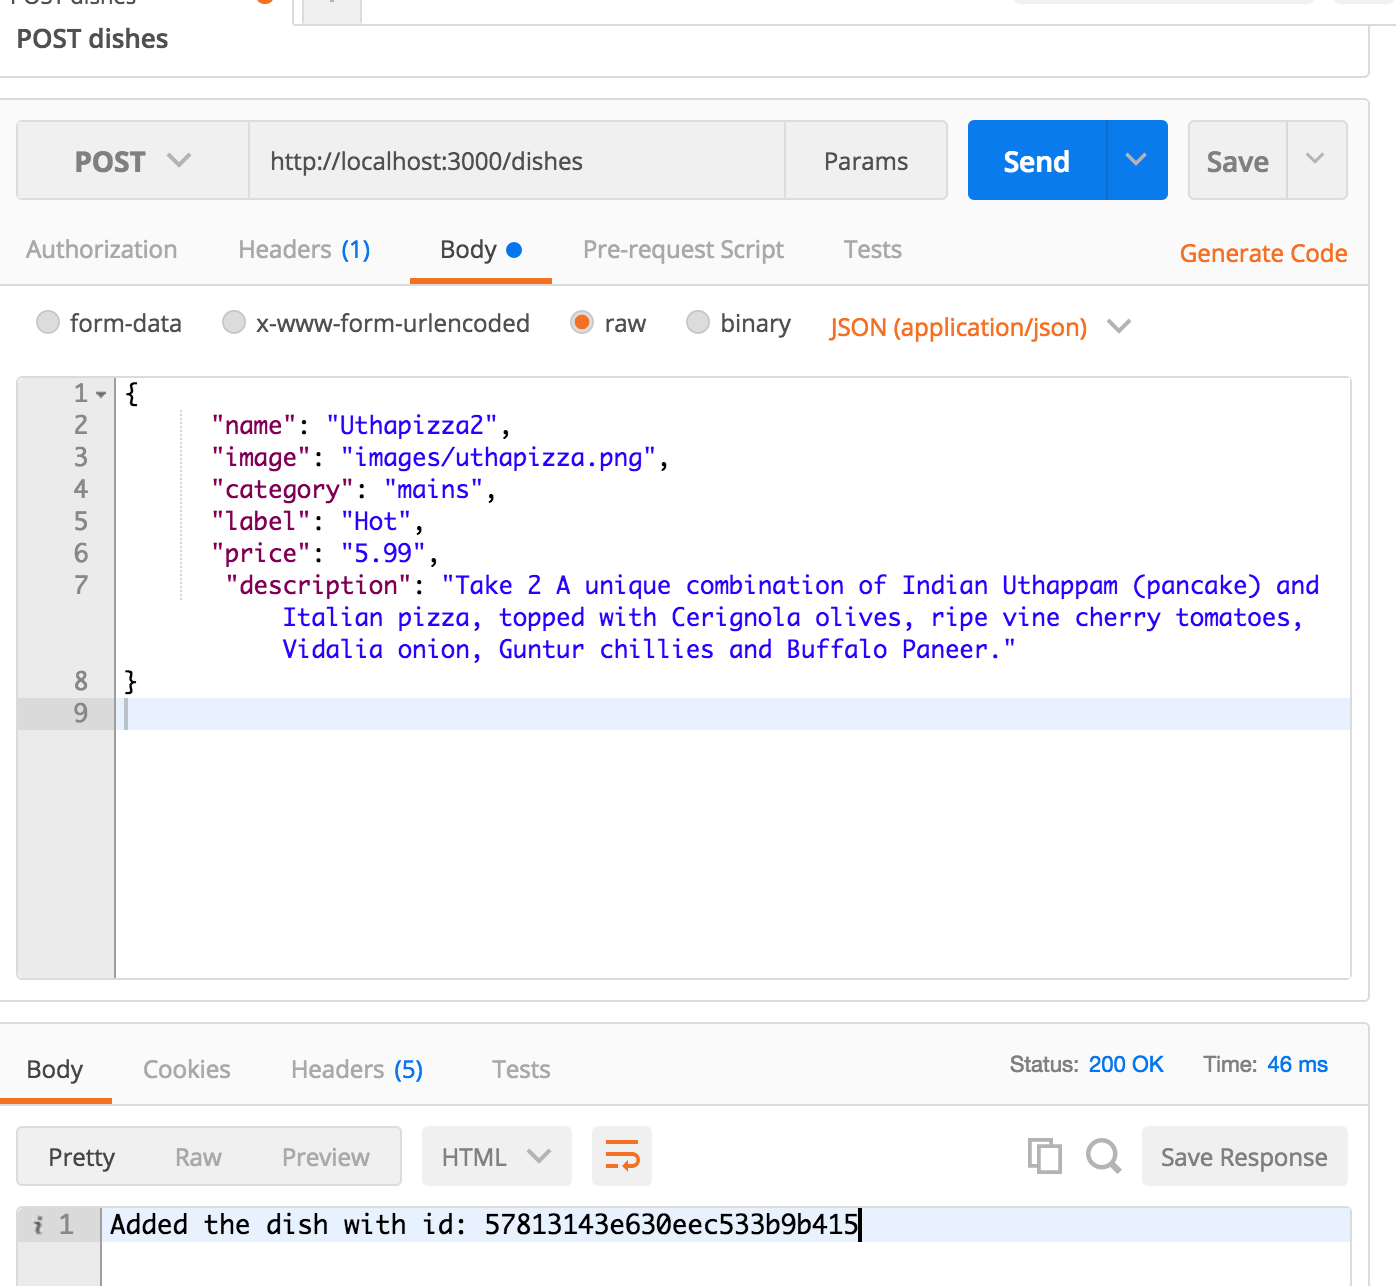 POST dishes
POST dishes
POST http://localhost:3000/dishes Params Send Save
Authorization Headers (1) Body Pre-request Script Tests Generate Code
form-data x-www-form-urlencoded raw binary JSON (application/json)
1 {
2 "name": "Uthapizza2",
3 "image": "images/uthapizza.png",
4 "category": "mains",
5 "label": "Hot",
6 "price": "5.99",
7 "description": "Take 2 A unique combination of Indian Uthappam (pancake) and
Italian pizza, topped with Cerignola olives, ripe vine cherry tomatoes,
Vidalia onion, Guntur chillies and Buffalo Paneer."
8 }
9
Body Cookies Headers (5) Tests Status: 200 OK Time: 46 ms
Pretty Raw Preview HTML Save Response
i 1 Added the dish with id: 57813143e630eec533b9b415